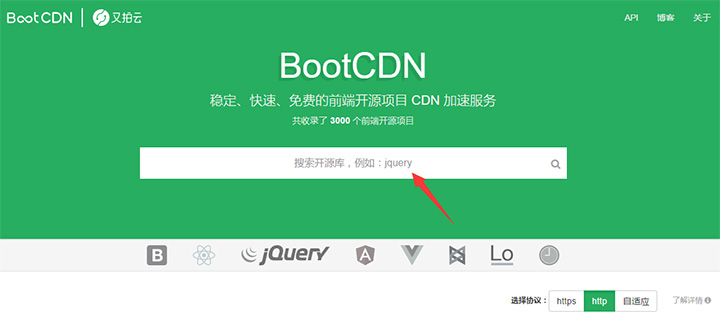 BootCDN 又拍云 API 博客 关于
BootCDN
稳定、快速、免费的前端开源项目 CDN 加速服务
共收录了 3000 个前端开源项目
搜索开源库，例如：jquery
B jQuery A Lo
选择协议： https http 自适应 了解详情